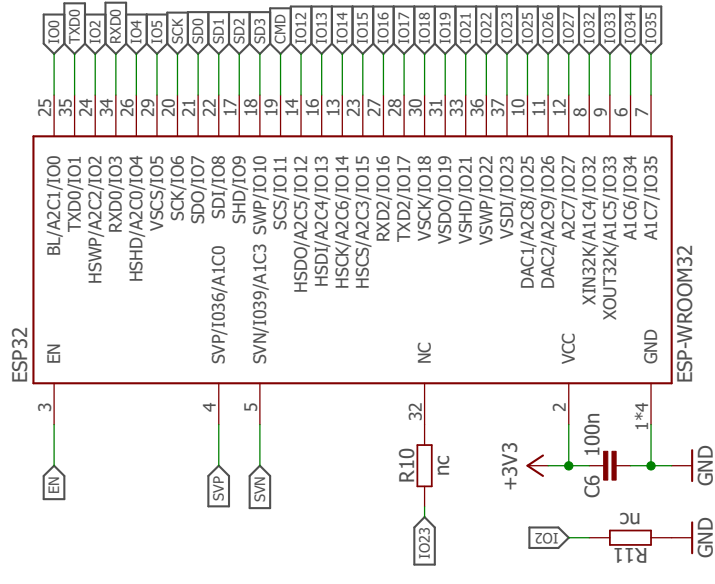 IO0
TXD0
IO2
RXD0
IO4
IO5
SCK
SD0
SD1
SD2
SD3
CMD
IO12
IO13
IO14
IO15
IO16
IO17
IO18
IO19
IO21
IO22
IO23
IO25
IO26
IO27
IO32
IO33
IO34
IO35
25
35
24
34
26
29
20
21
22
17
18
19
14
16
13
23
27
28
30
31
33
36
37
10
11
12
8
9
6
7
BL/A2C1/IO0
TXD0/IO1
HSWP/A2C2/IO2
RXD0/IO3
HSHD/A2C0/IO4
VSCS/IO5
SCK/IO6
SDO/IO7
SDI/IO8
SHD/IO9
SWP/IO10
SCS/IO11
HSDO/A2C5/IO12
HSDI/A2C4/IO13
HSCK/A2C6/IO14
HSCS/A2C3/IO15
RXD2/IO16
TXD2/IO17
VSCK/IO18
VSDO/IO19
VSHD/IO21
VSWP/IO22
VSDI/IO23
DAC1/A2C8/IO25
DAC2/A2C9/IO26
A2C7/IO27
XIN32K/A1C4/IO32
XOUT32K/A1C5/IO33
A1C6/IO34
A1C7/IO35
ESP32
EN
SVP/I036/A1C0
SVN/I039/A1C3
NC
VCC
GND
ESP-WROOM32
3
4
5
32
2
1*4
EN
SVP
SVN
R10
nc
IO23
+3V3
C6
100n
GND
IO2
R11
nc
GND